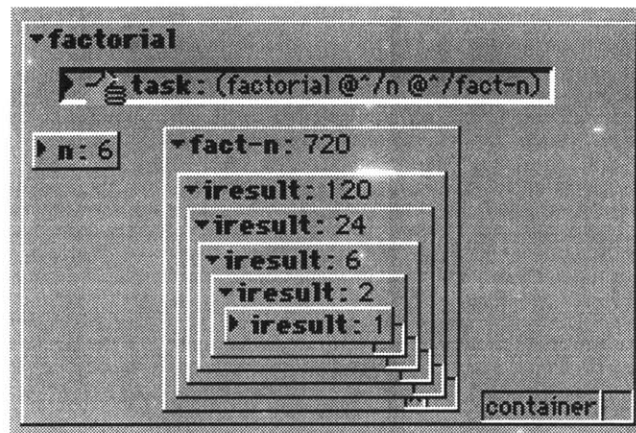 factorial
task: (factorial @^/n @^/fact-n)
n: 6
fact-n: 720
iresult: 120
iresult: 24
iresult: 6
iresult: 2
iresult: 1
container